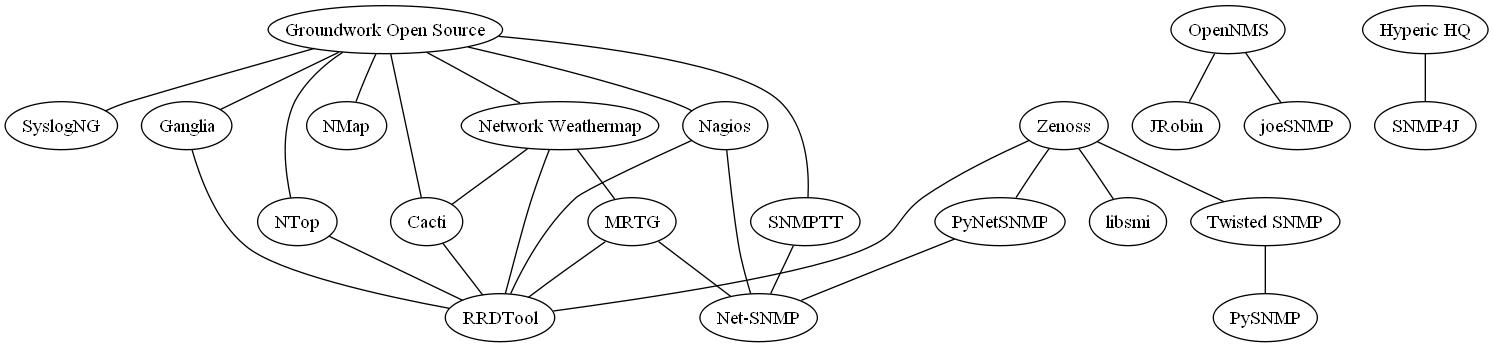 Groundwork Open Source
OpenNMS
Hyperic HQ
SyslogNG
Ganglia
NMap
Network Weathermap
Nagios
Zenoss
JRobin
joeSNMP
SNMP4J
NTop
Cacti
MRTG
SNMPTT
PyNetSNMP
libsmi
Twisted SNMP
RRDTool
Net-SNMP
PySNMP